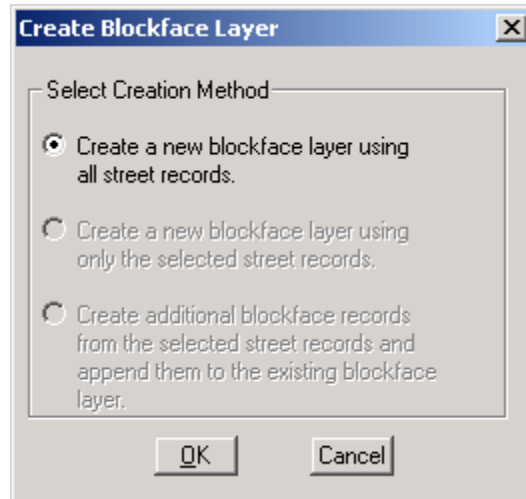 Create Blockface Layer
Select Creation Method
Create a new blockface layer using
all street records.
Create a new blockface layer using
only the selected street records.
Create additional blockface records
from the selected street records and
append them to the existing blockface
layer.
OK Cancel